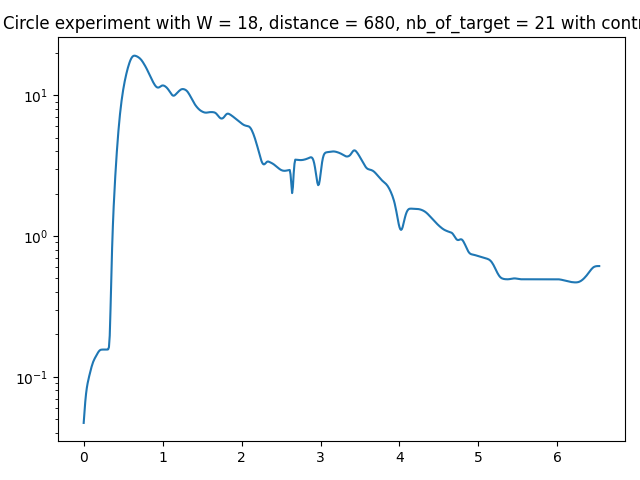 Circle experiment with W = 18, distance = 680, nb_of_target = 21 with
10¹
10⁰
10⁻¹
0 1 2 3 4 5 6